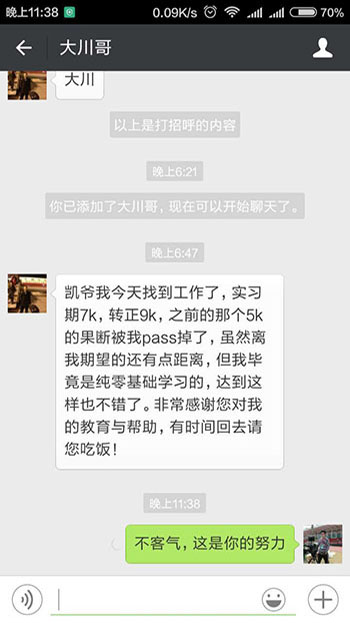 晚上11:38 0.09K/s 70%
大川哥
大川
以上是打招呼的内容
晚上6:21
你已添加了大川哥，现在可以开始聊天了。
晚上6:47
凯爷我今天找到工作了，实习
期7k，转正9k，之前的那个5k
的果断被我pass掉了，虽然离
我期望的还有点距离，但我毕
竟是纯零基础学习的，达到这
样也不错了。非常感谢您对我
的教育与帮助，有时间回去请
您吃饭！
晚上11:38
不客气，这是你的努力